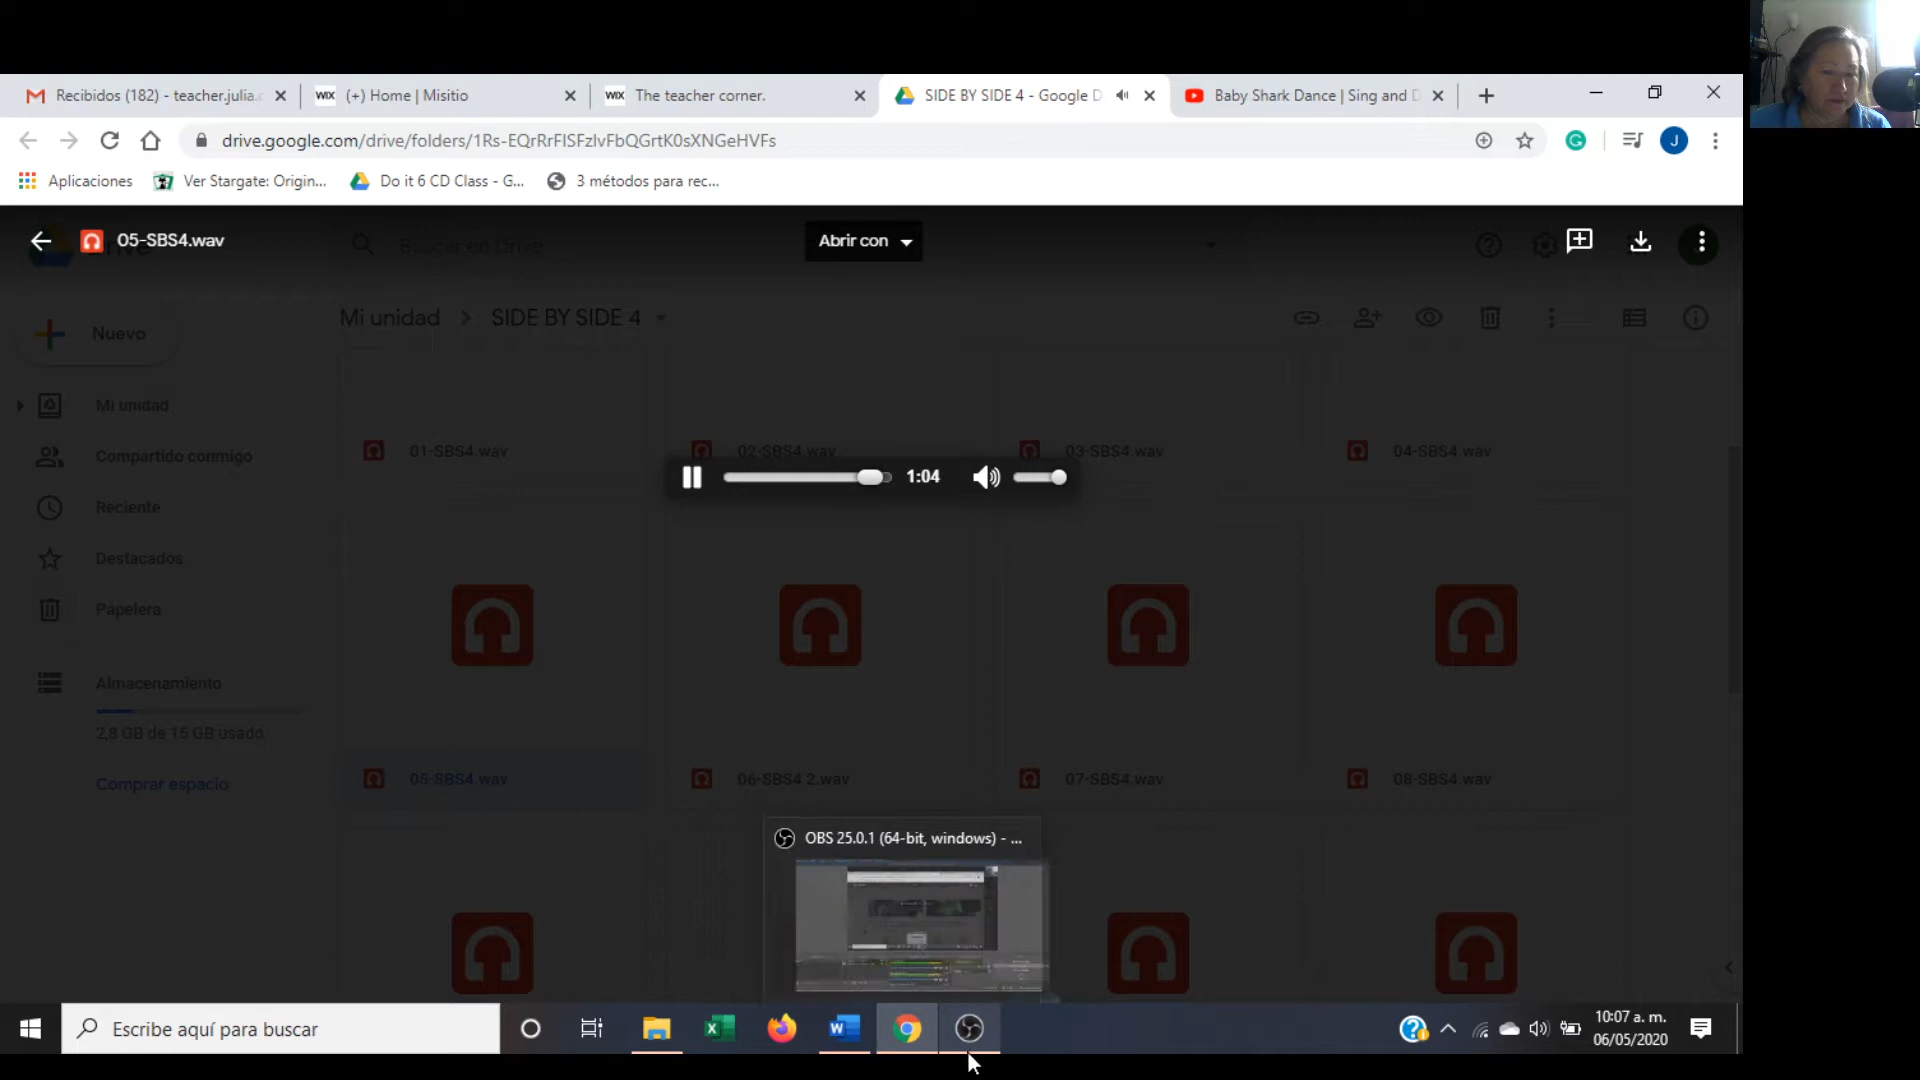 Recibidos (182) - teacher.julia.c
WIX (+) Home | Misitio
WIX The teacher corner.
SIDE BY SIDE 4 - Google D
Baby Shark Dance | Sing and D
drive.google.com/drive/folders/1Rs-EQrRrFlSFzlvFbQGrtK0sXNGeHVFs
J
Aplicaciones
Ver Stargate: Origin...
Do it 6 CD Class - G...
3 métodos para rec...
05-SBS4.wav
Buscar en Drive
Abrir con
Nuevo
Mi unidad > SIDE BY SIDE 4
Mi unidad
Compartido conmigo
Reciente
Destacados
Papelera
Almacenamiento
2,8 GB de 15 GB usado
Comprar espacio
01-SBS4.wav
02-SBS4.wav
03-SBS4.wav
04-SBS4.wav
1:04
05-SBS4.wav
06-SBS4 2.wav
07-SBS4.wav
08-SBS4.wav
OBS 25.0.1 (64-bit, windows) - ...
Escribe aquí para buscar
10:07 a. m.
06/05/2020